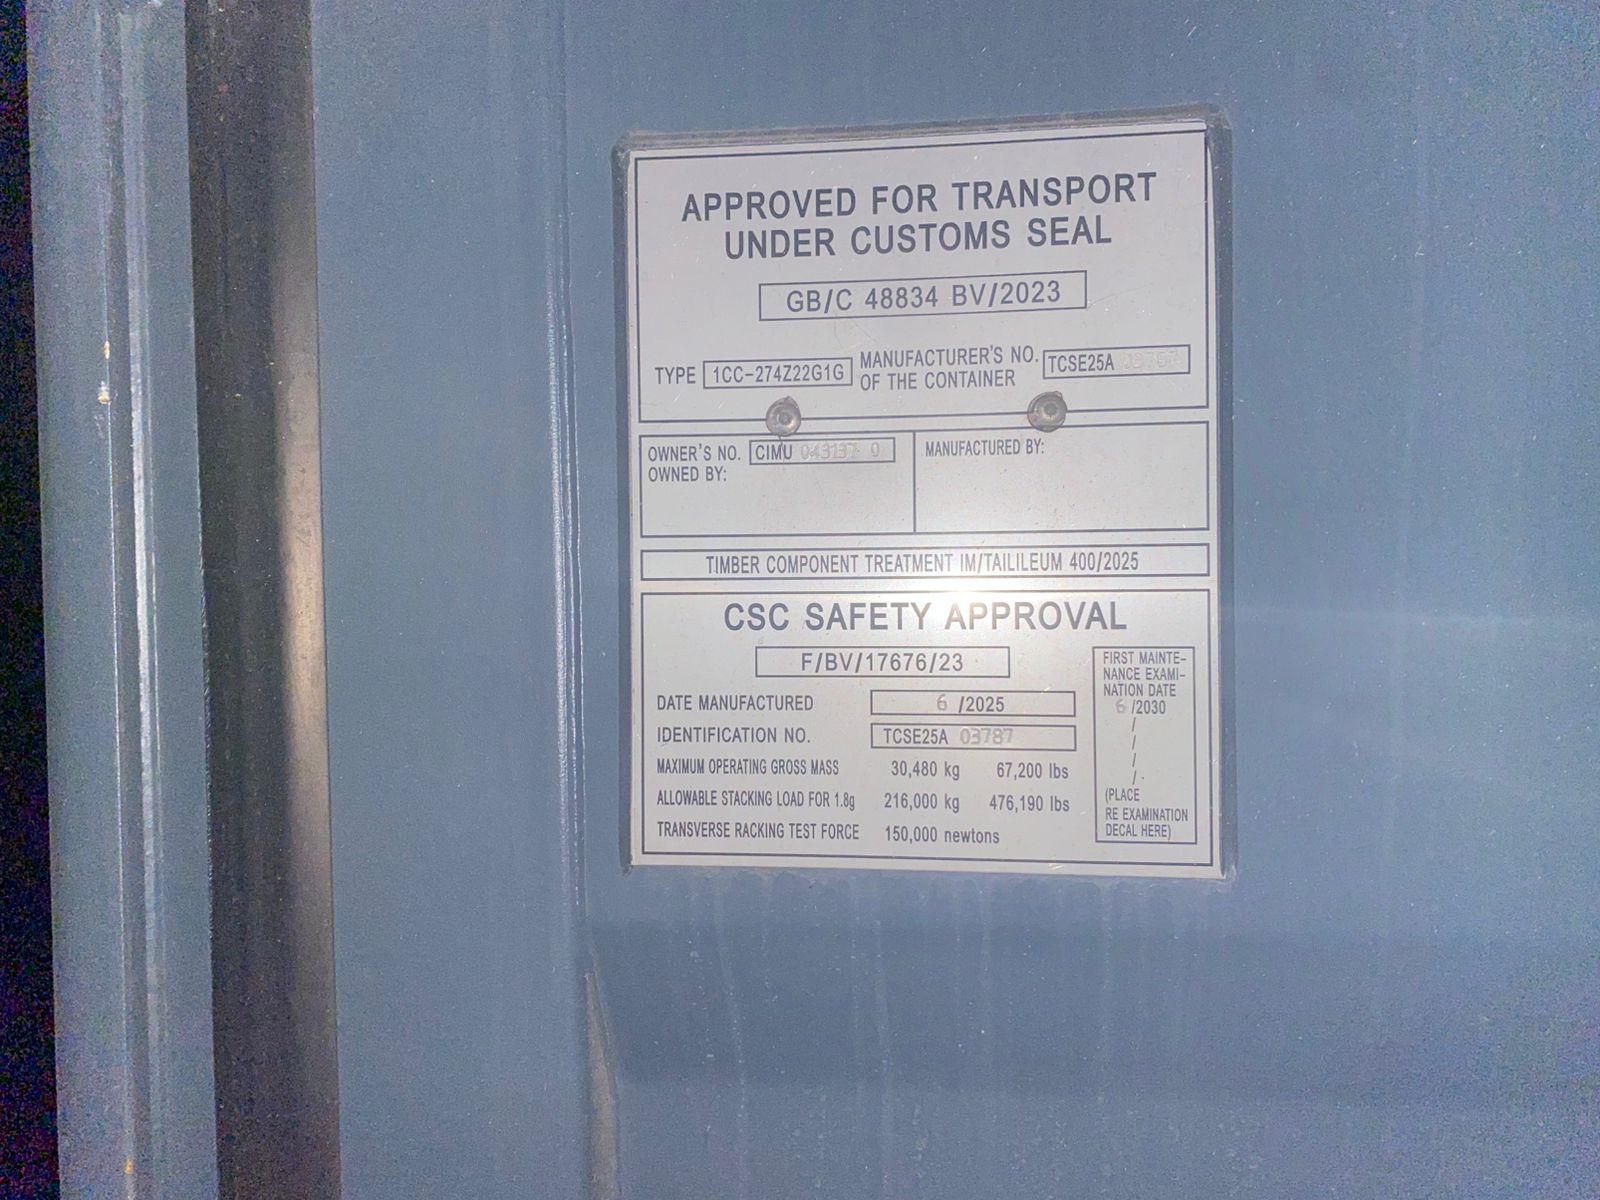 APPROVED FOR TRANSPORT
UNDER CUSTOMS SEAL
GB/C 48834 BV/2023
TYPE 1CC-274Z22G1G MANUFACTURER'S NO.
OF THE CONTAINER TCSE25A
OWNER'S NO. CIMU
OWNED BY:
MANUFACTURED BY:
TIMBER COMPONENT TREATMENT IM/TAILILEUM 400/2025
CSC SAFETY APPROVAL
F/BV/17676/23
DATE MANUFACTURED 6 /2025
IDENTIFICATION NO. TCSE25A 03787
MAXIMUM OPERATING GROSS MASS 30,480 kg 67,200 lbs
ALLOWABLE STACKING LOAD FOR 1.8g 216,000 kg 476,190 lbs
TRANSVERSE RACKING TEST FORCE 150,000 newtons
FIRST MAINTE-
NANCE EXAMI-
NATION DATE
6 /2030
/
/
/
/
(PLACE
RE EXAMINATION
DECAL HERE)